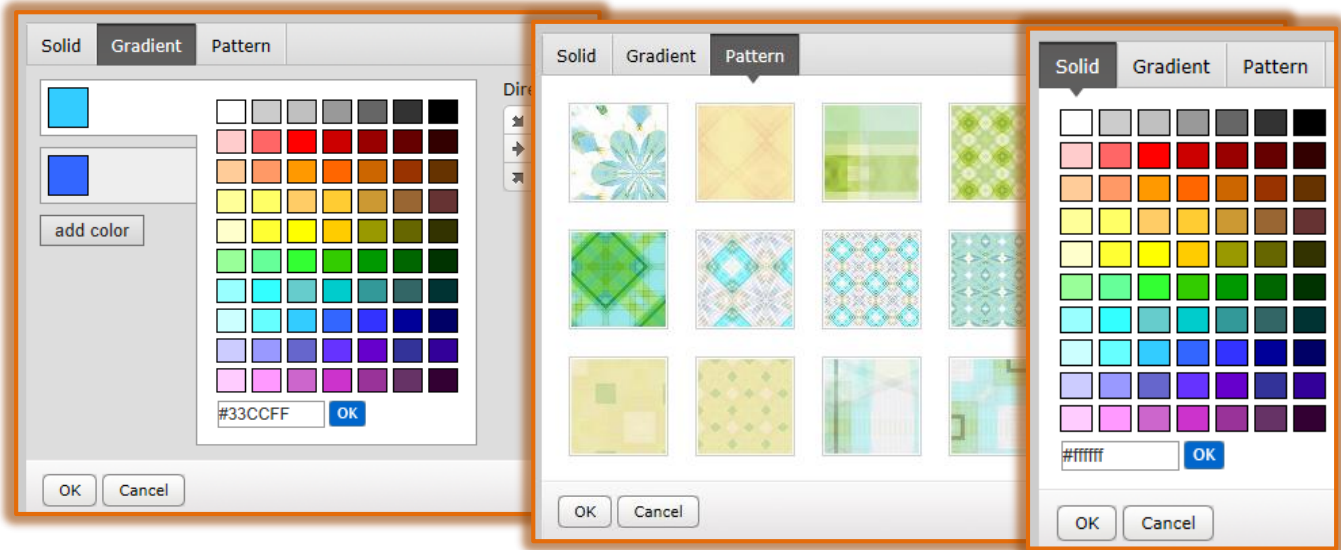 Solid Gradient Pattern
add color
#33CCFF OK
OK Cancel
Solid Gradient Pattern
OK Cancel
Solid Gradient Pattern
#ffffff OK
OK Cancel